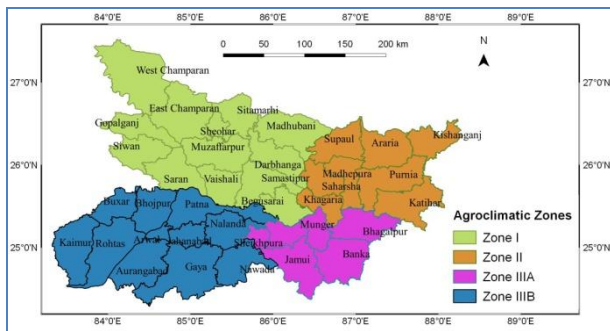 84°0'E 85°0'E 86°0'E 87°0'E 88°0'E 89°0'E
0 50 100 150 200 km
N
27°0'N 27°0'N
West Champaran
East Champaran
Sitamarhi
Gopalganj
Sheohar
Madhubani
Siwan
Muzaffarpur
Supaul
Araria
Kishanganj
26°0'N 26°0'N
Darbhanga
Saran
Vaishali
Samastipur
Madhepura
Saharsha
Purnia
Begusarai
Khagaria
Katihar
Buxar
Bhojpur
Patna
Nalanda
Munger
Bhagalpur
25°0'N 25°0'N
Kaimur
Rohtas
Arwal
Jahanabad
Sheikhpura
Jamui
Banka
Aurangabad
Gaya
Nawada
Agroclimatic Zones
Zone I
Zone II
Zone IIIA
Zone IIIB
84°0'E 85°0'E 86°0'E 87°0'E 88°0'E 89°0'E